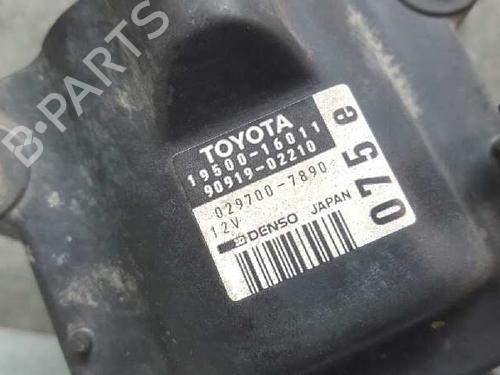 TOYOTA
19500-16011
90919-02210
029700-7890
12V
DENSO JAPAN
075e
B-PARTS